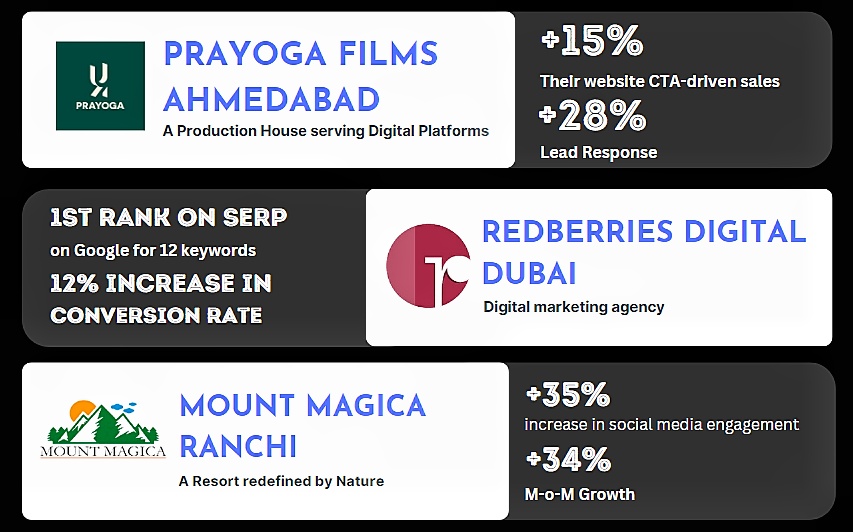 PRAYOGA
PRAYOGA FILMS
AHMEDABAD
A Production House serving Digital Platforms
+15%
Their website CTA-driven sales
+28%
Lead Response
1ST RANK ON SERP
on Google for 12 keywords
12% INCREASE IN
CONVERSION RATE
REDBERRIES DIGITAL
DUBAI
Digital marketing agency
MOUNT MAGICA
MOUNT MAGICA
RANCHI
A Resort redefined by Nature
+35%
increase in social media engagement
+34%
M-o-M Growth